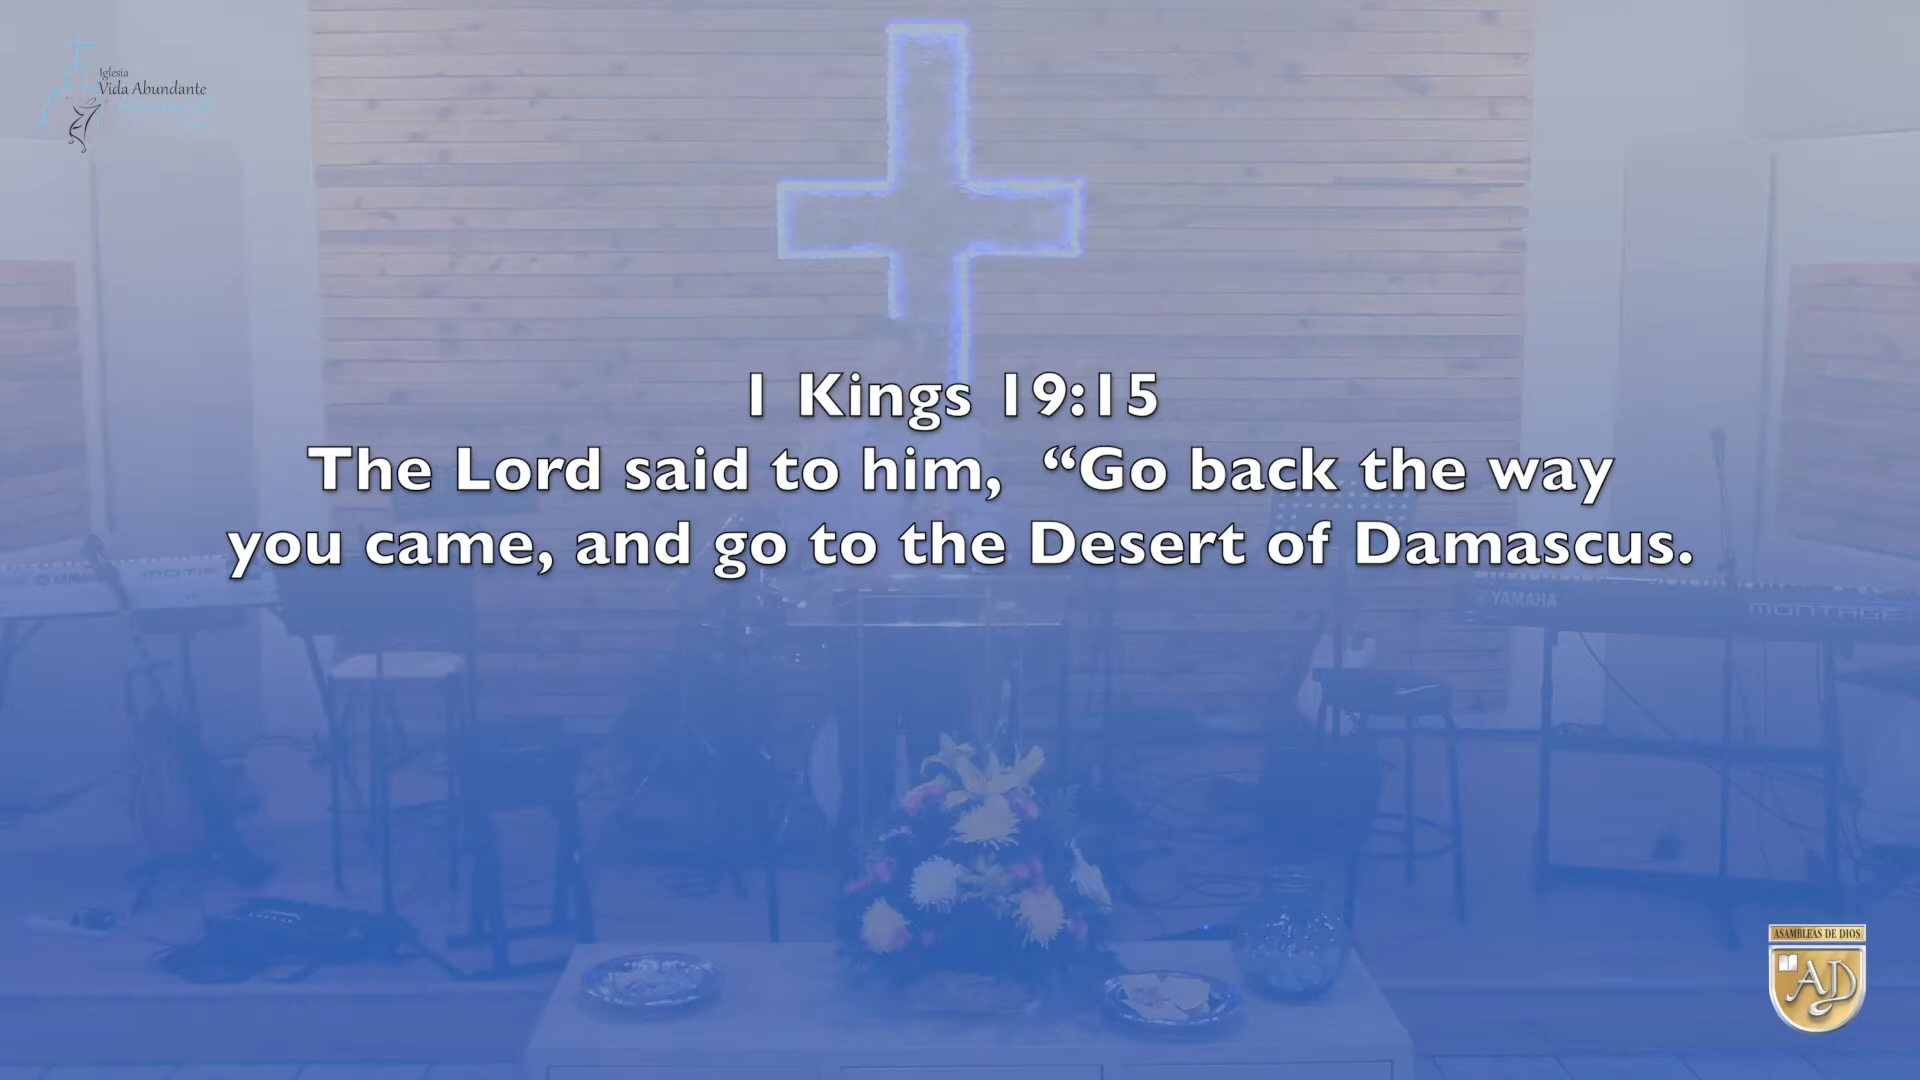 Iglesia
Vida Abundante
1 Kings 19:15
The Lord said to him,  “Go back the way
you came, and go to the Desert of Damascus.
YAMAHA
MONTAGE
ASAMBLEAS DE DIOS
AD